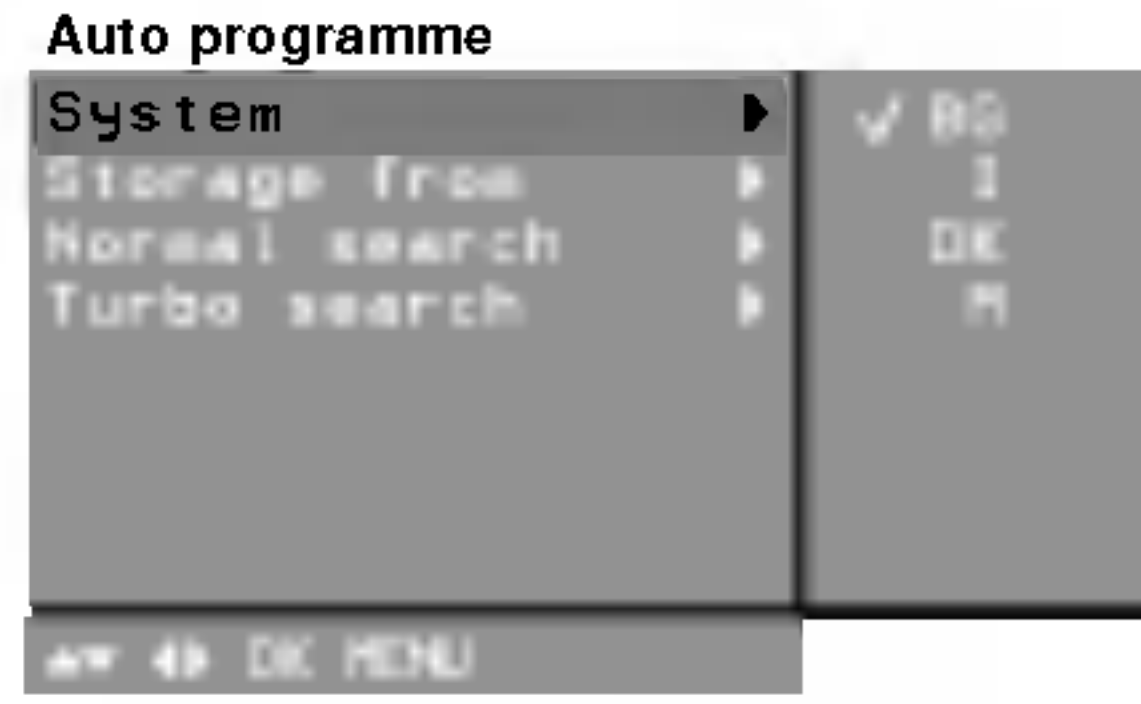 Auto programme
System
✓ BG
Storage from
I
Normal search
DK
Turbo search
M
OK MENU